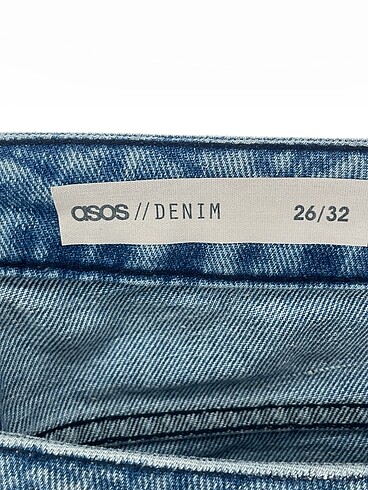 asos // DENIM 26/32